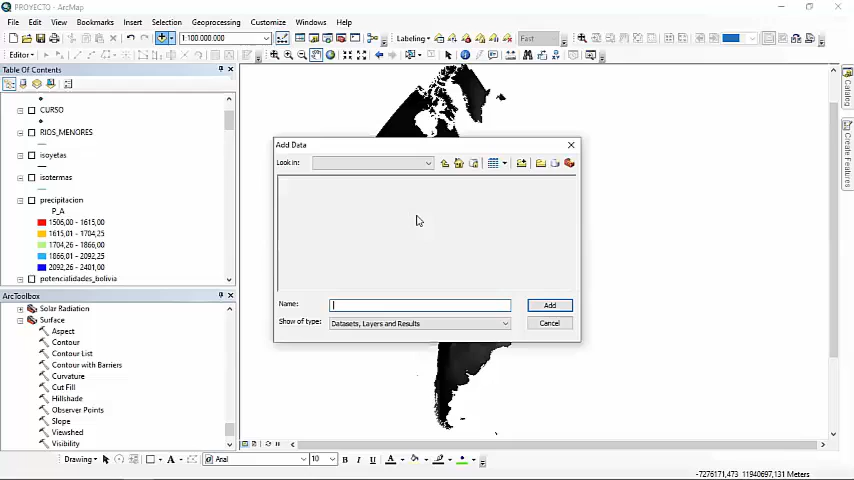 PROYECTO - ArcMap
File Edit View Bookmarks Insert Selection Geoprocessing Customize Windows Help
1:100.000.000 Labeling Fast
Editor
Table Of Contents
CURSO
RIOS_MENORES
isoyetas
isotermas
precipitacion
P_A
1506,00 - 1615,00
1615,01 - 1704,25
1704,26 - 1866,00
1866,01 - 2092,25
2092,26 - 2401,00
potencialidades_bolivia
ArcToolbox
Solar Radiation
Surface
Aspect
Contour
Contour List
Contour with Barriers
Curvature
Cut Fill
Hillshade
Observer Points
Slope
Viewshed
Visibility
Add Data
Look in:
Name:
Add
Show of type: Datasets, Layers and Results
Cancel
Catalog
Create Features
Drawing A Arial 10 B I U A
-7276171,473 11940697,131 Meters